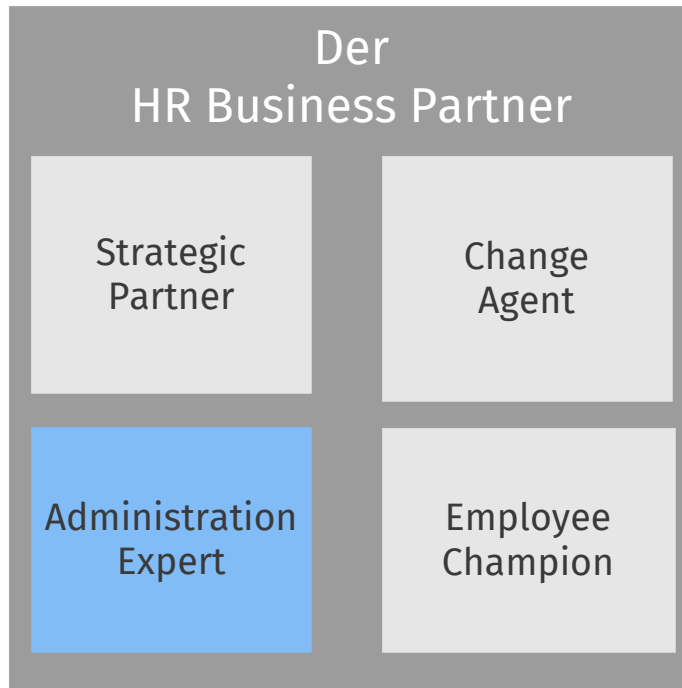 Der
HR Business Partner
Strategic
Partner
Change
Agent
Administration
Expert
Employee
Champion